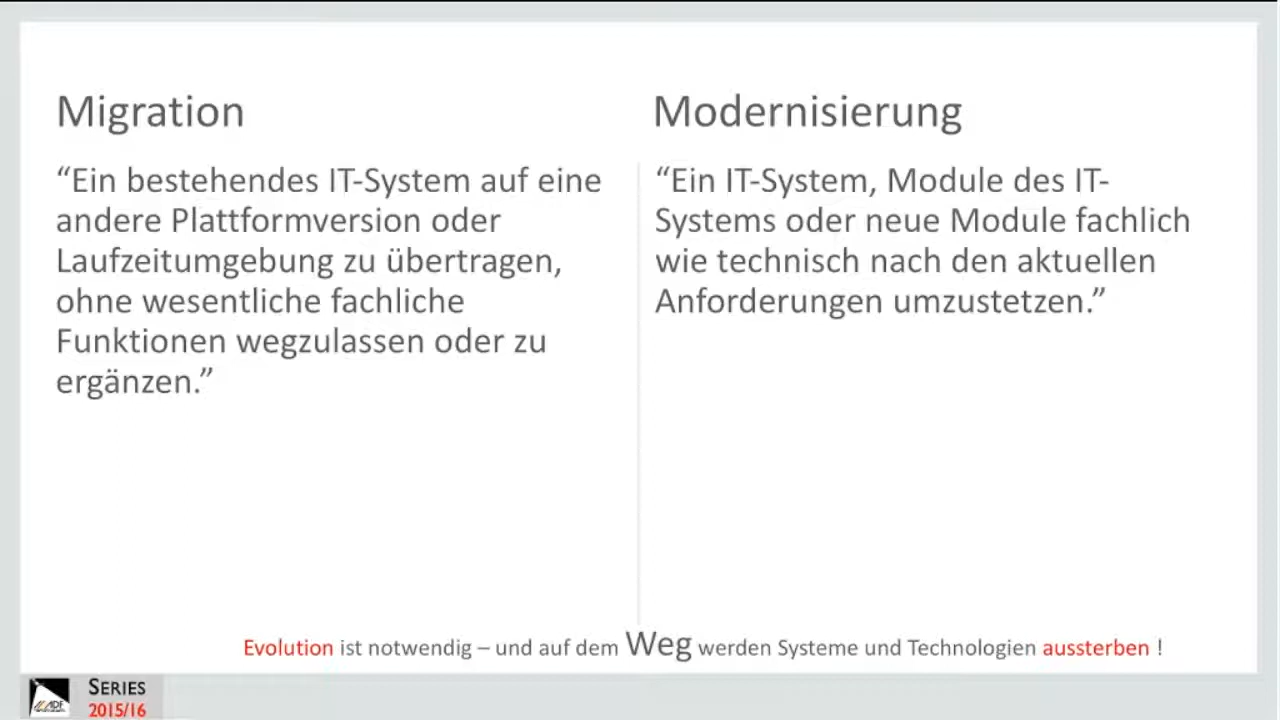 Migration
“Ein bestehendes IT-System auf eine
andere Plattformversion oder
Laufzeitumgebung zu übertragen,
ohne wesentliche fachliche
Funktionen wegzulassen oder zu
ergänzen.”
Modernisierung
“Ein IT-System, Module des IT-
Systems oder neue Module fachlich
wie technisch nach den aktuellen
Anforderungen umzustetzen.”
Evolution ist notwendig – und auf dem Weg werden Systeme und Technologien aussterben !
ADF
SERIES
2015/16